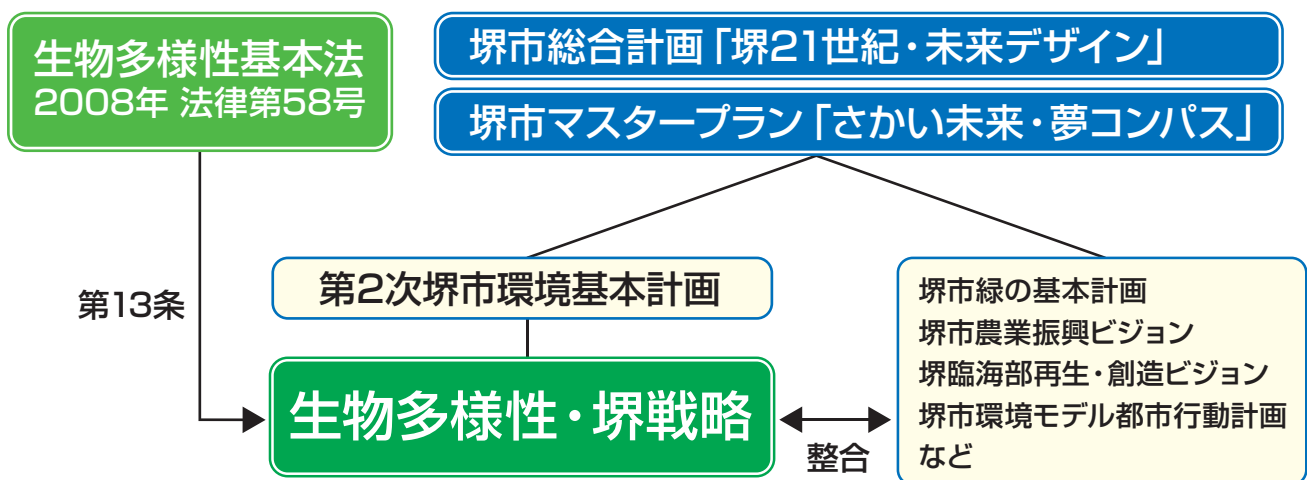 生物多様性基本法
2008年 法律第58号
堺市総合計画「堺21世紀・未来デザイン」
堺市マスタープラン「さかい未来・夢コンパス」
第13条
第2次堺市環境基本計画
生物多様性・堺戦略
整合
堺市緑の基本計画
堺市農業振興ビジョン
堺臨海部再生・創造ビジョン
堺市環境モデル都市行動計画
など